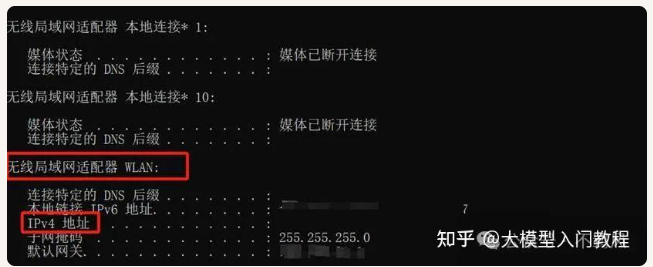 无线局域网适配器 本地连接* 1:
媒体状态 . . . . . . . . . . . . : 媒体已断开连接
连接特定的 DNS 后缀 . . . . . . . :
无线局域网适配器 本地连接* 10:
媒体状态 . . . . . . . . . . . . : 媒体已断开连接
连接特定的 DNS 后缀 . . . . . . . :
无线局域网适配器 WLAN:
连接特定的 DNS 后缀 . . . . . . . :
本地链接 IPv6 地址. . . . . . . . : 7
IPv4 地址 . . . . . . . . . . . . :
子网掩码 . . . . . . . . . . . . : 255.255.255.0
默认网关. . . . . . . . . . . . . :
知乎 @大模型入门教程